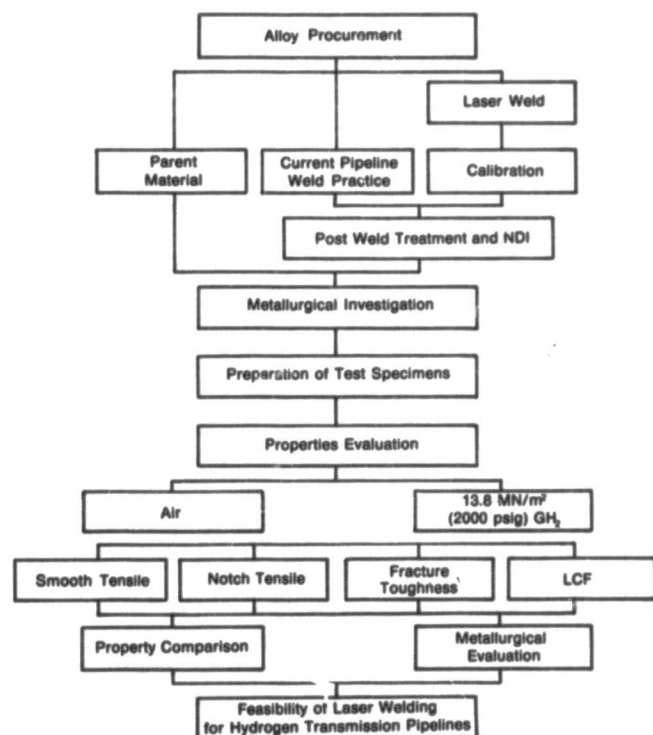 Alloy Procurement
Laser Weld
Parent
Material
Current Pipeline
Weld Practice
Calibration
Post Weld Treatment and NDI
Metallurgical Investigation
Preparation of Test Specimens
Properties Evaluation
Air
13.8 MN/m²
(2000 psig) GH₂
Smooth Tensile
Notch Tensile
Fracture
Toughness
LCF
Property Comparison
Metallurgical
Evaluation
Feasibility of Laser Welding
for Hydrogen Transmission Pipelines